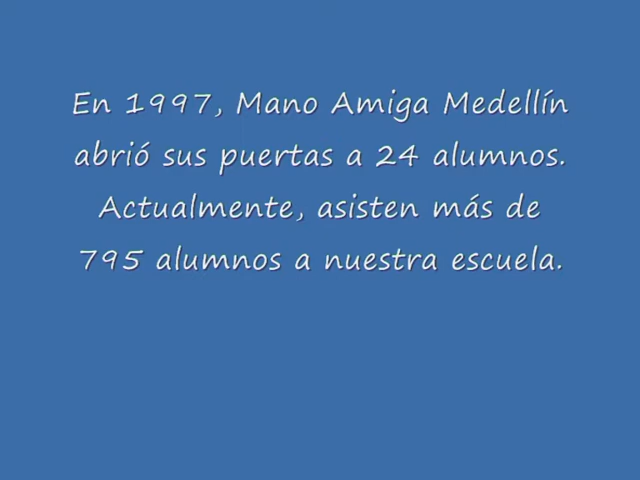 En 1997, Mano Amiga Medellín
abrió sus puertas a 24 alumnos.
Actualmente, asisten más de
795 alumnos a nuestra escuela.